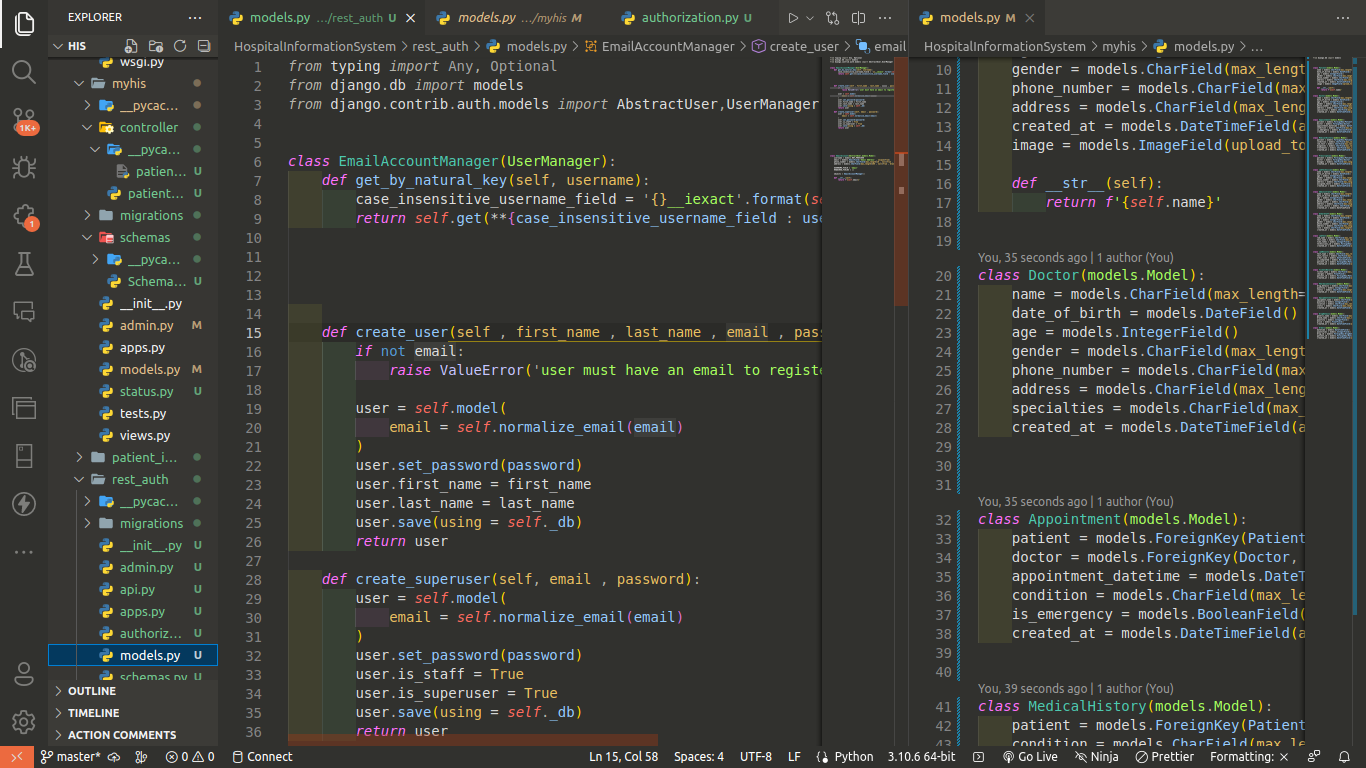 EXPLORER
HIS
wsgi.py
myhis
__pycac...
controller
__pyca...
patien...
patient... U
migrations
schemas
__pyca...
Schema... U
__init__.py
admin.py M
apps.py
models.py M
status.py U
tests.py
views.py
patient_i...
rest_auth
__pycac...
migrations
__init__.py U
admin.py U
api.py U
apps.py U
authoriz... U
models.py U
schemas.py U
OUTLINE
TIMELINE
ACTION COMMENTS
1K+
1
models.py .../rest_auth U
models.py .../myhis M
authorization.py U
HospitalInformationSystem > rest_auth > models.py > EmailAccountManager > create_user > email
1 from typing import Any, Optional
2 from django.db import models
3 from django.contrib.auth.models import AbstractUser,UserManager
4
5
6 class EmailAccountManager(UserManager):
7 def get_by_natural_key(self, username):
8 case_insensitive_username_field = '{}__iexact'.format(se
9 return self.get(**{case_insensitive_username_field : use
10
11
12
13
14
15 def create_user(self , first_name , last_name , email , pas
16 if not email:
17 raise ValueError('user must have an email to registe
18
19 user = self.model(
20 email = self.normalize_email(email)
21 )
22 user.set_password(password)
23 user.first_name = first_name
24 user.last_name = last_name
25 user.save(using = self._db)
26 return user
27
28 def create_superuser(self, email , password):
29 user = self.model(
30 email = self.normalize_email(email)
31 )
32 user.set_password(password)
33 user.is_staff = True
34 user.is_superuser = True
35 user.save(using = self._db)
36 return user
models.py M
HospitalInformationSystem > myhis > models.py > ...
10 gender = models.CharField(max_lengt
11 phone_number = models.CharField(max
12 address = models.CharField(max_leng
13 created_at = models.DateTimeField(a
14 image = models.ImageField(upload_to
15
16 def __str__(self):
17 return f'{self.name}'
18
19
You, 35 seconds ago | 1 author (You)
20 class Doctor(models.Model):
21 name = models.CharField(max_length=
22 date_of_birth = models.DateField()
23 age = models.IntegerField()
24 gender = models.CharField(max_lengt
25 phone_number = models.CharField(max
26 address = models.CharField(max_leng
27 specialties = models.CharField(max_
28 created_at = models.DateTimeField(a
29
30
31
You, 35 seconds ago | 1 author (You)
32 class Appointment(models.Model):
33 patient = models.ForeignKey(Patient
34 doctor = models.ForeignKey(Doctor,
35 appointment_datetime = models.DateT
36 condition = models.CharField(max_le
37 is_emergency = models.BooleanField(
38 created_at = models.DateTimeField(a
39
40
You, 39 seconds ago | 1 author (You)
41 class MedicalHistory(models.Model):
42 patient = models.ForeignKey(Patient
43 condition = models.CharField(max_le
master* 0 0 Connect Ln 15, Col 58 Spaces: 4 UTF-8 LF Python 3.10.6 64-bit Go Live Ninja Prettier Formatting: ×